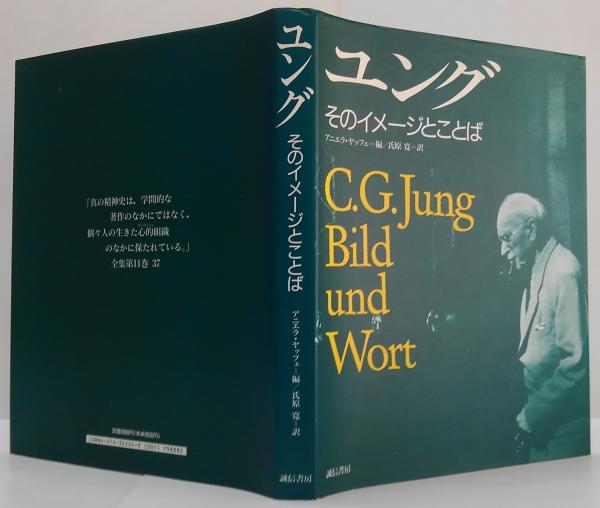 ユング
そのイメージとことば
アニエラ・ヤッフェ＝編／氏原 寛＝訳
C.G.Jung
Bild
und
Wort
ユング
そのイメージとことば
アニエラ・ヤッフェ＝編／氏原 寛＝訳
誠信書房
「真の精神史は，学問的な
著作のなかにではなく，
個々人の生きた心的組織
のなかに保たれている。」
全集第11巻 37